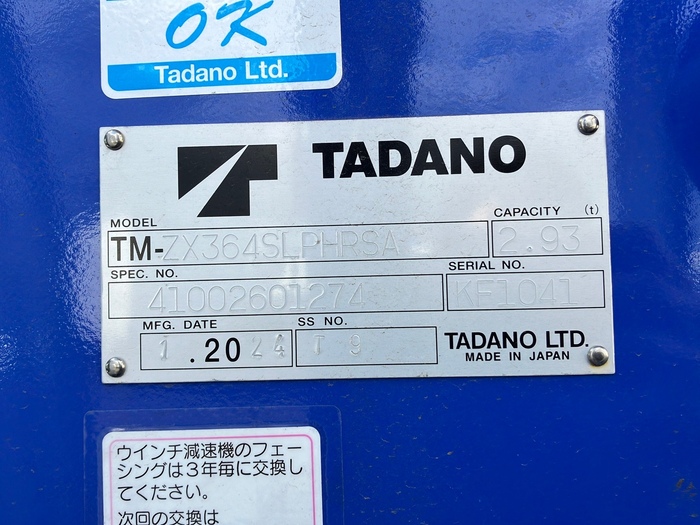 OK
Tadano Ltd.
TADANO
MODEL
CAPACITY (t)
TM-ZX364SLPHRSA
2.93
SPEC. NO.
SERIAL NO.
41002601274
KF1041
MFG. DATE
SS NO.
1 .2024
T 9
TADANO LTD.
MADE IN JAPAN
ウインチ減速機のフェー
シングは3年毎に交換し
てください。
次回の交換は